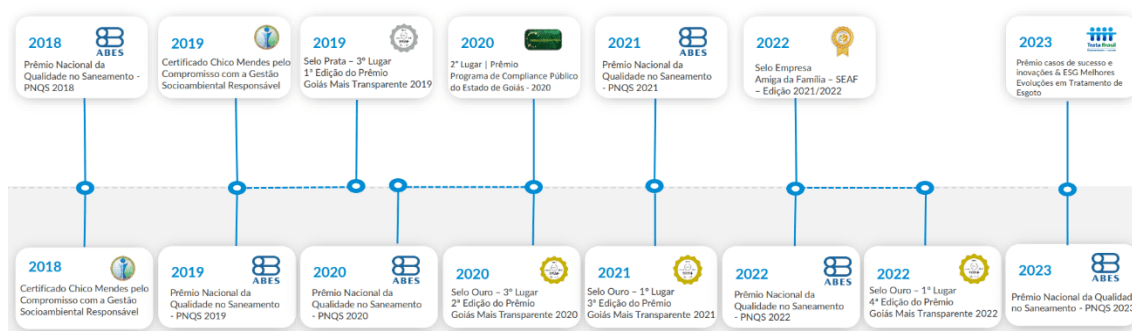 2018
ABES
Prêmio Nacional da
Qualidade no Saneamento -
PNQS 2018
2019
Certificado Chico Mendes pelo
Compromisso com a Gestão
Socioambiental Responsável
2019
Selo Prata – 3º Lugar
1ª Edição do Prêmio
Goiás Mais Transparente 2019
2020
2º Lugar | Prêmio
Programa de Compliance Público
do Estado de Goiás - 2020
2021
ABES
Prêmio Nacional da
Qualidade no Saneamento
- PNQS 2021
2022
Selo Empresa
Amiga da Família – SEAF
– Edição 2021/2022
2023
Trata Brasil
Prêmio casos de sucesso e
inovações & ESG Melhores
Evoluções em Tratamento de
Esgoto
2018
Certificado Chico Mendes pelo
Compromisso com a Gestão
Socioambiental Responsável
2019
ABES
Prêmio Nacional da
Qualidade no Saneamento
- PNQS 2019
2020
ABES
Prêmio Nacional da
Qualidade no Saneamento
- PNQS 2020
2020
Selo Ouro – 3º Lugar
2ª Edição do Prêmio
Goiás Mais Transparente 2020
2021
Selo Ouro – 1º Lugar
3ª Edição do Prêmio
Goiás Mais Transparente 2021
2022
ABES
Prêmio Nacional da
Qualidade no Saneamento
- PNQS 2022
2022
Selo Ouro – 1º Lugar
4ª Edição do Prêmio
Goiás Mais Transparente 2022
2023
ABES
Prêmio Nacional da Qualidad
no Saneamento - PNQS 2023